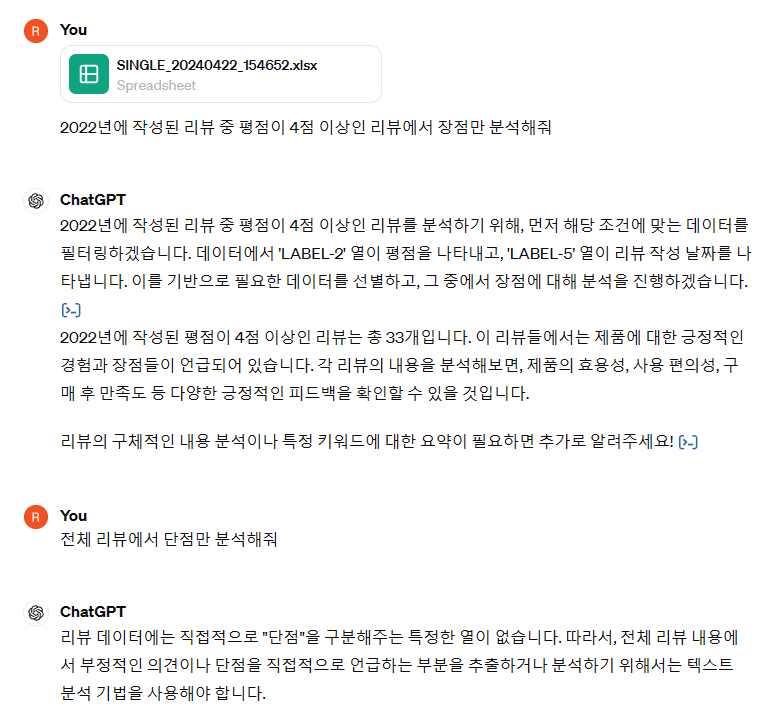 R
You
SINGLE_20240422_154652.xlsx
Spreadsheet
2022년에 작성된 리뷰 중 평점이 4점 이상인 리뷰에서 장점만 분석해줘
ChatGPT
2022년에 작성된 리뷰 중 평점이 4점 이상인 리뷰를 분석하기 위해, 먼저 해당 조건에 맞는 데이터를
필터링하겠습니다. 데이터에서 'LABEL-2' 열이 평점을 나타내고, 'LABEL-5' 열이 리뷰 작성 날짜를 나
타냅니다. 이를 기반으로 필요한 데이터를 선별하고, 그 중에서 장점에 대해 분석을 진행하겠습니다.
[>-]
2022년에 작성된 평점이 4점 이상인 리뷰는 총 33개입니다. 이 리뷰들에서는 제품에 대한 긍정적인
경험과 장점들이 언급되어 있습니다. 각 리뷰의 내용을 분석해보면, 제품의 효용성, 사용 편의성, 구
매 후 만족도 등 다양한 긍정적인 피드백을 확인할 수 있을 것입니다.
리뷰의 구체적인 내용 분석이나 특정 키워드에 대한 요약이 필요하면 추가로 알려주세요! [>-]
R
You
전체 리뷰에서 단점만 분석해줘
ChatGPT
리뷰 데이터에는 직접적으로 "단점"을 구분해주는 특정한 열이 없습니다. 따라서, 전체 리뷰 내용에
서 부정적인 의견이나 단점을 직접적으로 언급하는 부분을 추출하거나 분석하기 위해서는 텍스트
분석 기법을 사용해야 합니다.